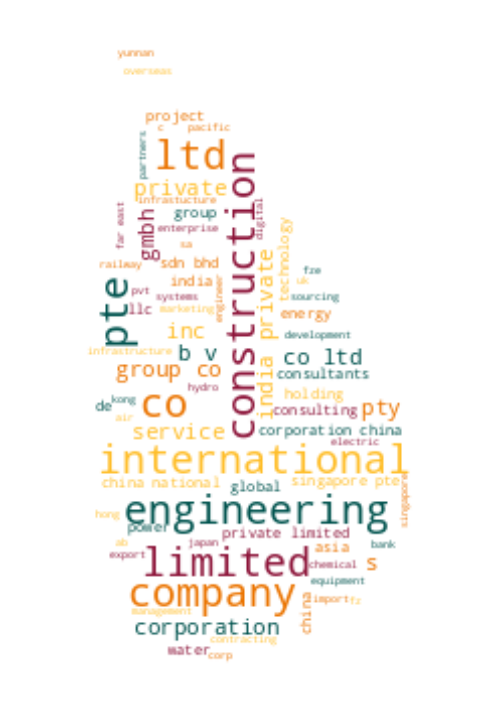 yunnan
overseas
project
c pacific
partners
ltd
construction
private
infrastucture
far east
gmbh
group
digital
enterprise
sa
technology
railway
sdn bhd
india private
fze
pte
india
engineer
uk
pvt
systems
sourcing
llc
marketing
energy
inc
development
infrastructure
b v
co ltd
group co
consultants
hydro
kong
holding
de
co
consulting
pty
air
service
corporation china
electric
international
china national
singapore pte
singapore
global
hong
engineering
power
private limited
ab
japan
asia
bank
export
limited
chemical
s
equipment
company
import
fz
china
management
corporation
contracting
water
corp